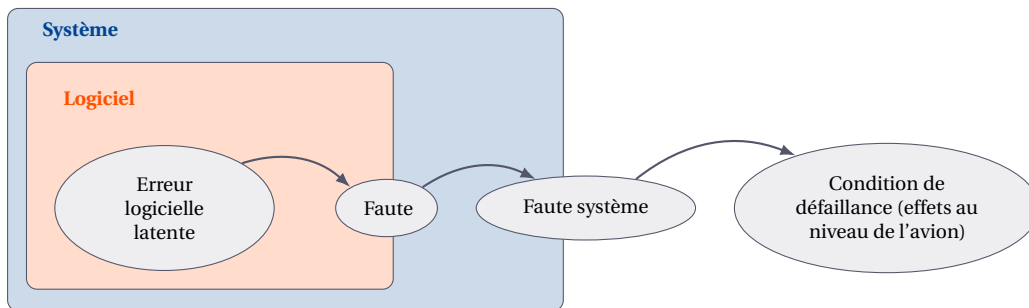 Système
Logiciel
Erreur
logicielle
latente
Faute
Faute système
Condition de
défaillance (effets au
niveau de l’avion)